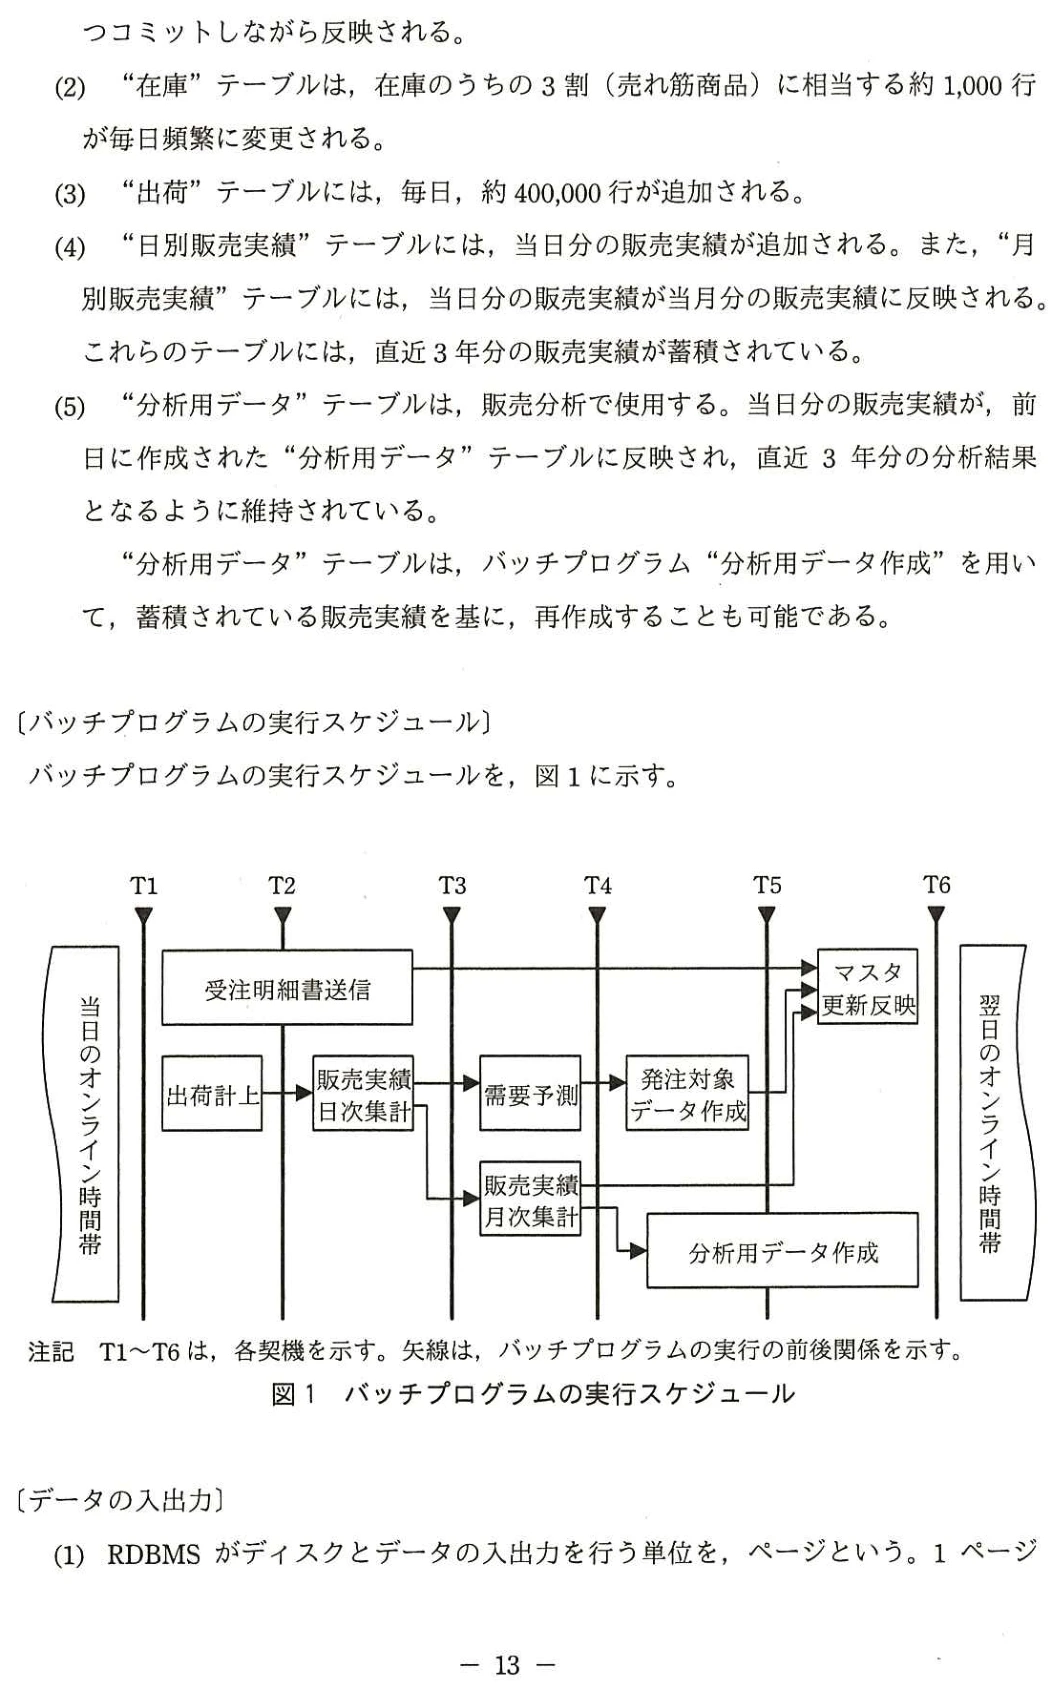 つコミットしながら反映される。
(2) “在庫” テーブルは，在庫のうちの 3 割（売れ筋商品）に相当する約 1,000 行
が毎日頻繁に変更される。
(3) “出荷” テーブルには，毎日，約 400,000 行が追加される。
(4) “日別販売実績” テーブルには，当日分の販売実績が追加される。また，“月
別販売実績” テーブルには，当日分の販売実績が当月分の販売実績に反映される。
これらのテーブルには，直近 3 年分の販売実績が蓄積されている。
(5) “分析用データ” テーブルは，販売分析で使用する。当日分の販売実績が，前
日に作成された “分析用データ” テーブルに反映され，直近 3 年分の分析結果
となるように維持されている。
“分析用データ” テーブルは，バッチプログラム “分析用データ作成” を用い
て，蓄積されている販売実績を基に，再作成することも可能である。
〔バッチプログラムの実行スケジュール〕
バッチプログラムの実行スケジュールを，図 1 に示す。
T1 T2 T3 T4 T5 T6
当日のオンライン時間帯
受注明細書送信
マスタ
更新反映
出荷計上
販売実績
日次集計
需要予測
発注対象
データ作成
販売実績
月次集計
分析用データ作成
翌日のオンライン時間帯
注記 T1～T6 は，各契機を示す。矢線は，バッチプログラムの実行の前後関係を示す。
図 1 バッチプログラムの実行スケジュール
〔データの入出力〕
(1) RDBMS がディスクとデータの入出力を行う単位を，ページという。1 ページ
－ 13 －